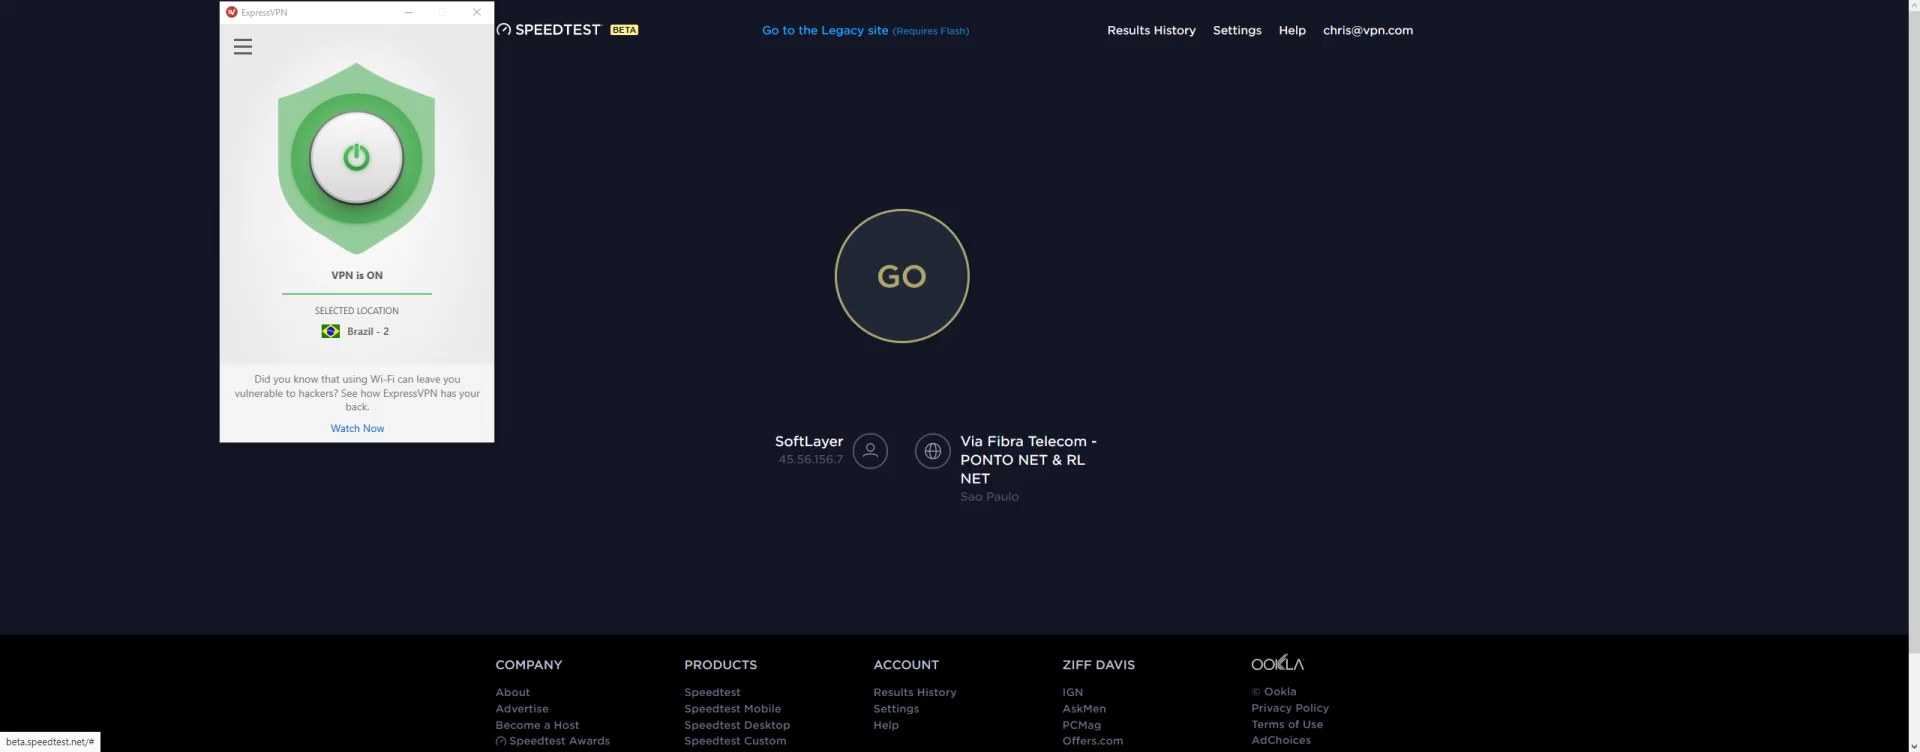 ExpressVPN
VPN is ON
SELECTED LOCATION
Brazil - 2
Did you know that using Wi-Fi can leave you
vulnerable to hackers? See how ExpressVPN has your
back.
Watch Now
SPEEDTEST BETA
Go to the Legacy site (Requires Flash)
Results History Settings Help chris@vpn.com
GO
SoftLayer
45.56.156.7
Via Fibra Telecom -
PONTO NET & RL
NET
Sao Paulo
COMPANY
About
Advertise
Become a Host
Speedtest Awards
PRODUCTS
Speedtest
Speedtest Mobile
Speedtest Desktop
Speedtest Custom
ACCOUNT
Results History
Settings
Help
ZIFF DAVIS
IGN
AskMen
PCMag
Offers.com
OOKLA
© Ookla
Privacy Policy
Terms of Use
AdChoices
beta.speedtest.net/#